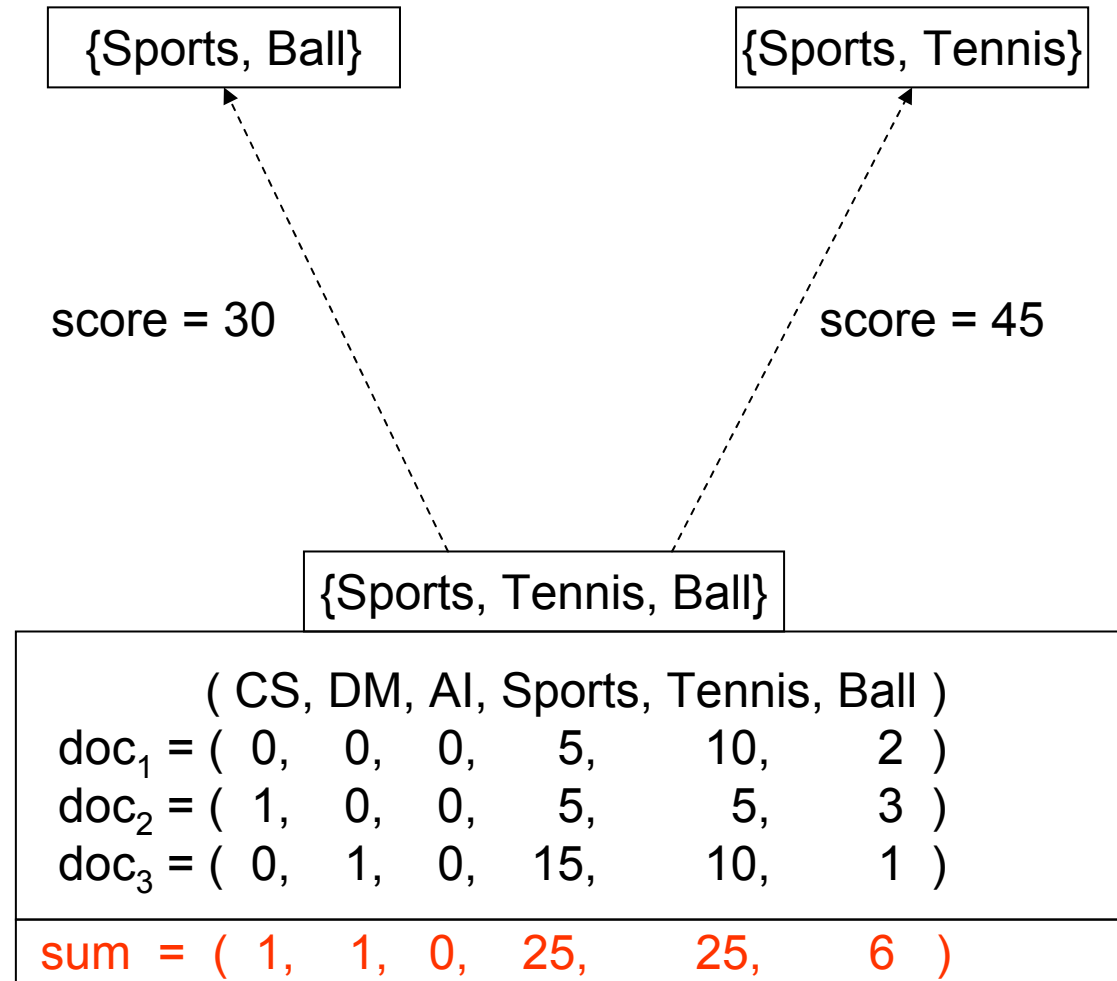 {Sports, Ball} {Sports, Tennis}
score = 30 score = 45
{Sports, Tennis, Ball}
( CS, DM, AI, Sports, Tennis, Ball )
doc₁ = ( 0, 0, 0, 5, 10, 2 )
doc₂ = ( 1, 0, 0, 5, 5, 3 )
doc₃ = ( 0, 1, 0, 15, 10, 1 )
sum = ( 1, 1, 0, 25, 25, 6 )